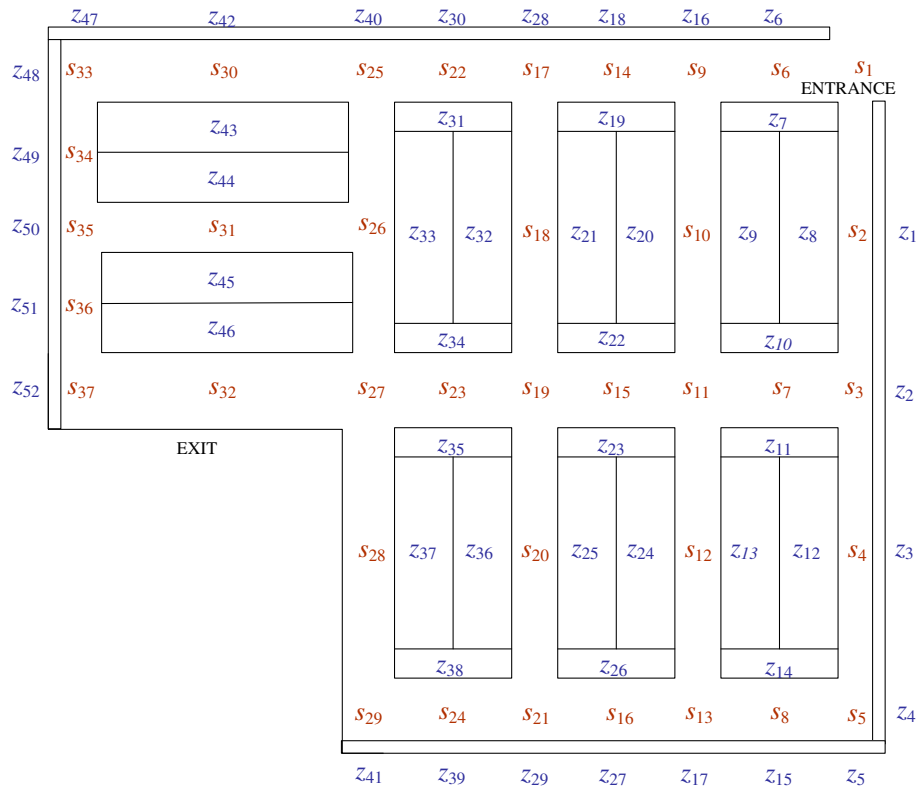 z47 z42 z40 z30 z28 z18 z16 z6
z48 s33 s30 s25 s22 s17 s14 s9 s6 s1
ENTRANCE
z43 z31 z19 z7
z49 s34
z44
z50 s35 s31 s26 z33 z32 s18 z21 z20 s10 z9 z8 s2 z1
z45
z51 s36
z46 z34 z22 z10
z52 s37 s32 s27 s23 s19 s15 s11 s7 s3 z2
EXIT z35 z23 z11
s28 z37 z36 s20 z25 z24 s12 z13 z12 s4 z3
z38 z26 z14
s29 s24 s21 s16 s13 s8 s5 z4
z41 z39 z29 z27 z17 z15 z5